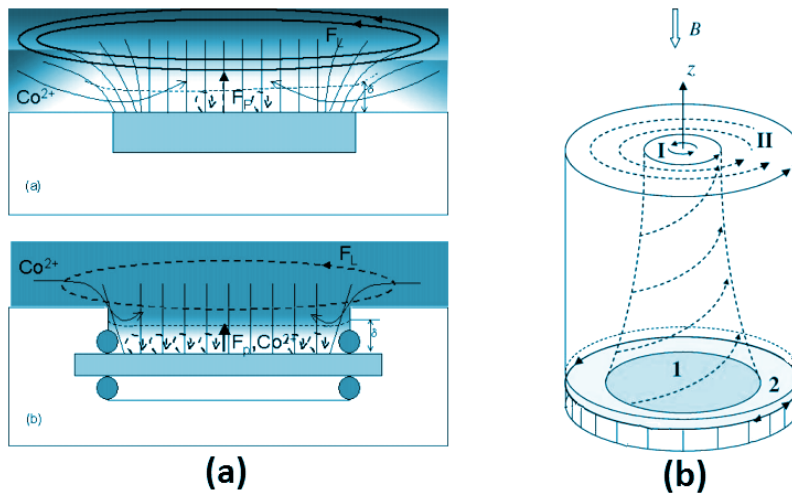 F_L
Co²⁺
F_P
δ
(a)
Co²⁺
F_L
δ
F_p,Co²⁺
(b)
(a)
B
z
I
II
1
2
(b)